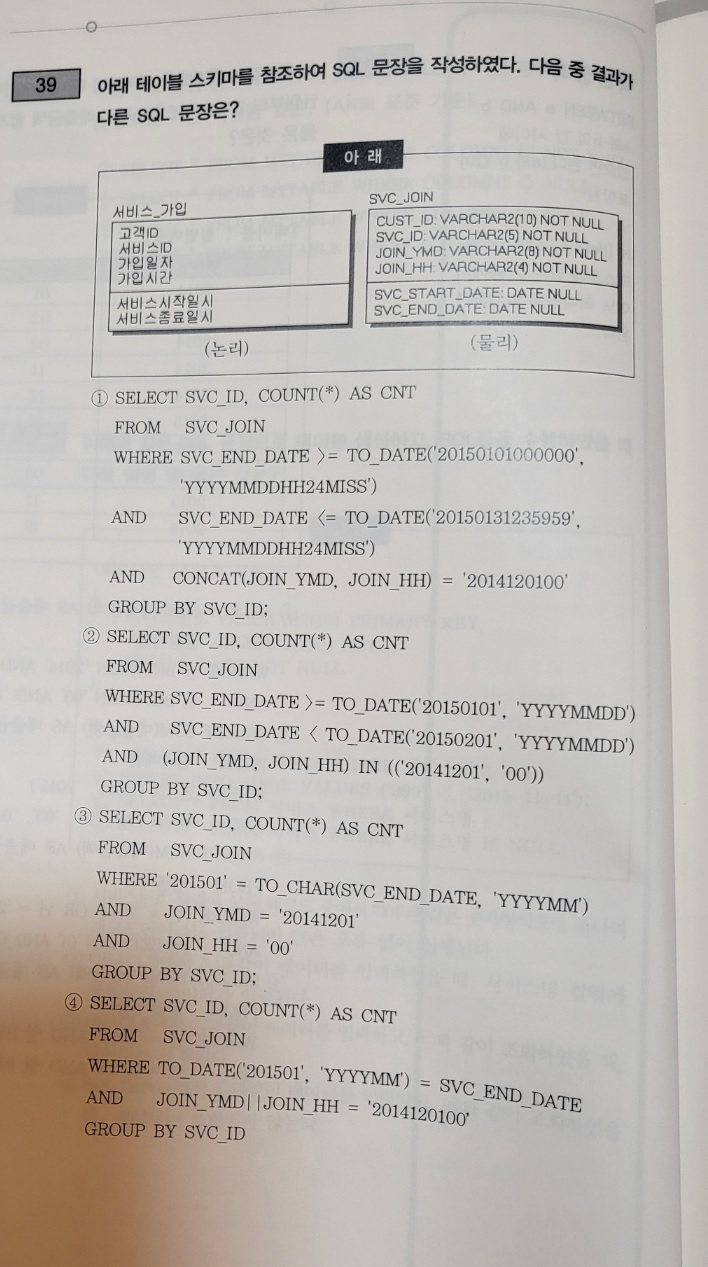 39
아래 테이블 스키마를 참조하여 SQL 문장을 작성하였다. 다음 중 결과가
다른 SQL 문장은?
아 래
서비스_가입
고객ID
서비스ID
가입일자
가입시간
서비스시작일시
서비스종료일시
(논리)
SVC_JOIN
CUST_ID: VARCHAR2(10) NOT NULL
SVC_ID: VARCHAR2(5) NOT NULL
JOIN_YMD: VARCHAR2(8) NOT NULL
JOIN_HH: VARCHAR2(4) NOT NULL
SVC_START_DATE: DATE NULL
SVC_END_DATE: DATE NULL
(물리)
① SELECT SVC_ID, COUNT(*) AS CNT
FROM SVC_JOIN
WHERE SVC_END_DATE >= TO_DATE('20150101000000',
'YYYYMMDDHH24MISS')
AND SVC_END_DATE <= TO_DATE('20150131235959',
'YYYYMMDDHH24MISS')
AND CONCAT(JOIN_YMD, JOIN_HH) = '2014120100'
GROUP BY SVC_ID;
② SELECT SVC_ID, COUNT(*) AS CNT
FROM SVC_JOIN
WHERE SVC_END_DATE >= TO_DATE('20150101', 'YYYYMMDD')
AND SVC_END_DATE < TO_DATE('20150201', 'YYYYMMDD')
AND (JOIN_YMD, JOIN_HH) IN (('20141201', '00'))
GROUP BY SVC_ID;
③ SELECT SVC_ID, COUNT(*) AS CNT
FROM SVC_JOIN
WHERE '201501' = TO_CHAR(SVC_END_DATE, 'YYYYMM')
AND JOIN_YMD = '20141201'
AND JOIN_HH = '00'
GROUP BY SVC_ID;
④ SELECT SVC_ID, COUNT(*) AS CNT
FROM SVC_JOIN
WHERE TO_DATE('201501', 'YYYYMM') = SVC_END_DATE
AND JOIN_YMD||JOIN_HH = '2014120100'
GROUP BY SVC_ID